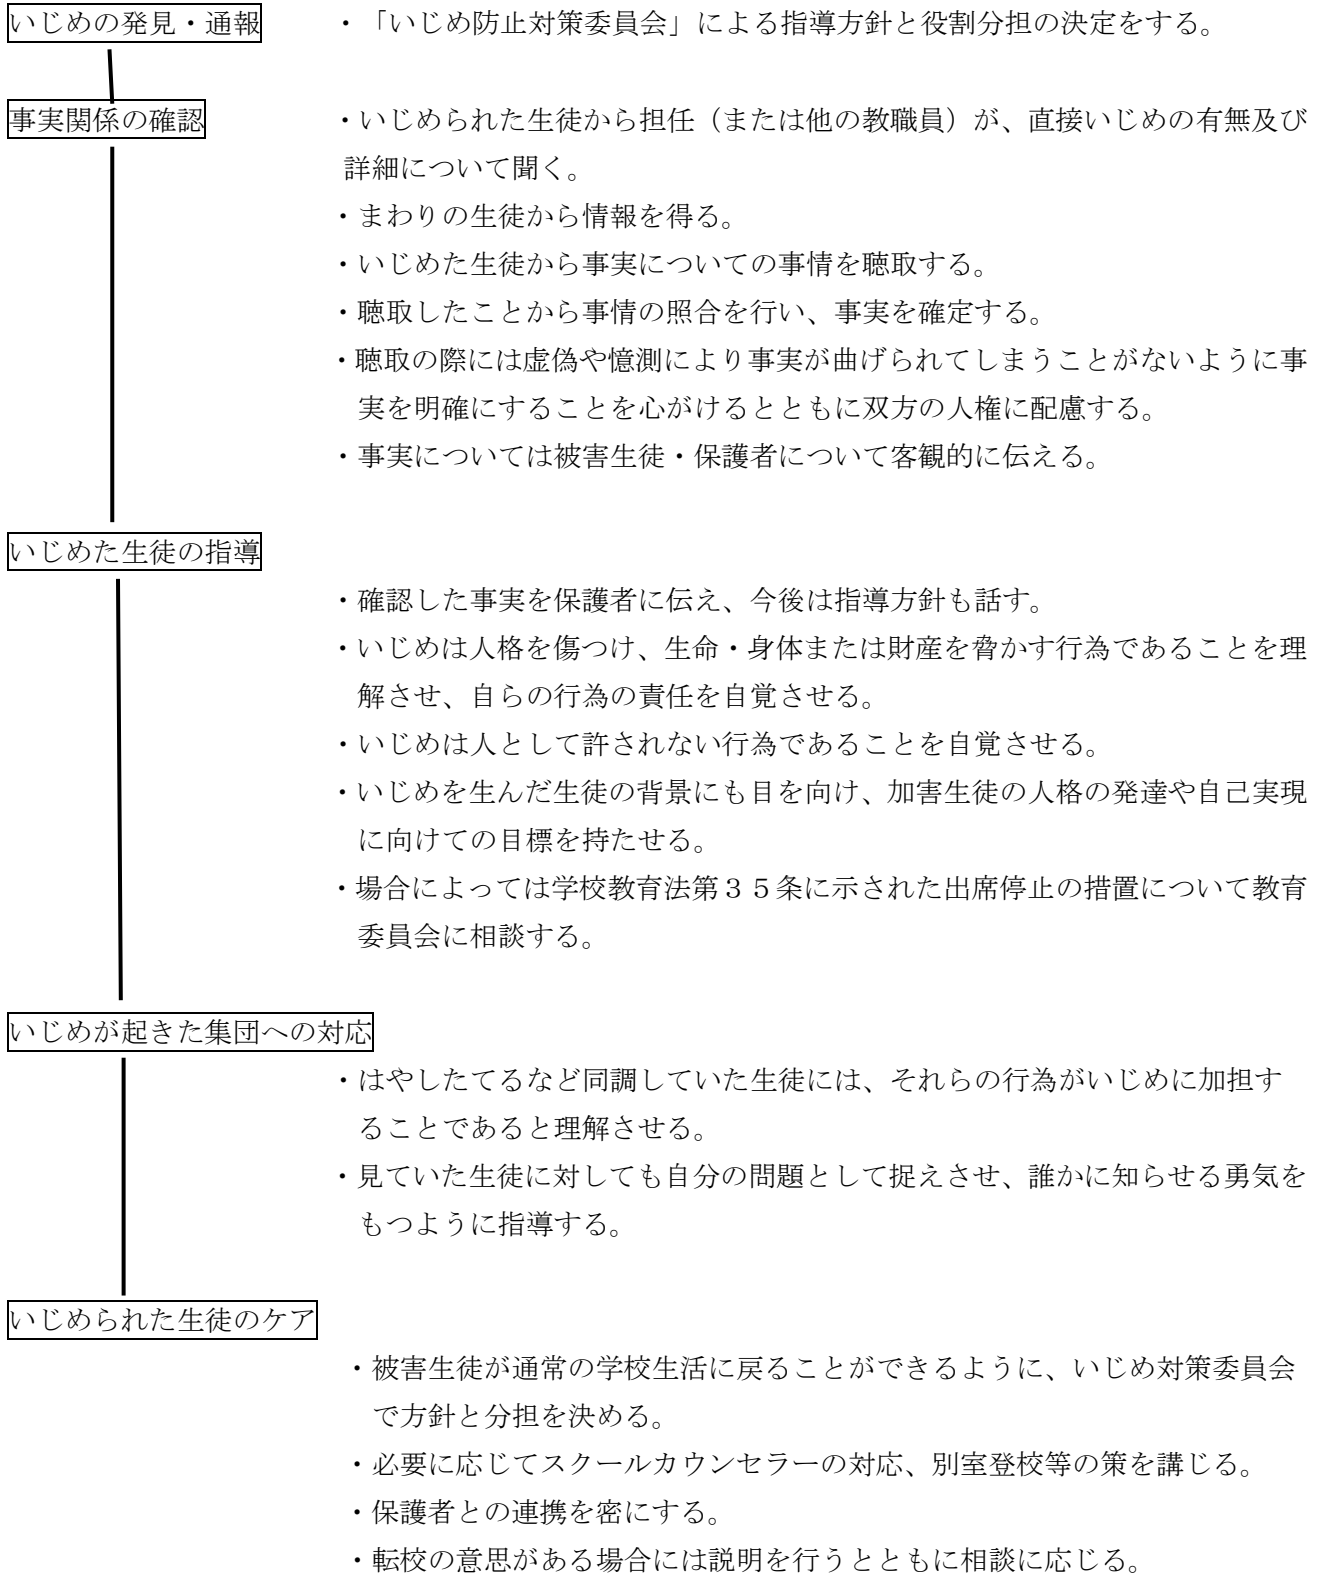 いじめの発見・通報　・「いじめ防止対策委員会」による指導方針と役割分担の決定をする。
事実関係の確認　・いじめられた生徒から担任（または他の教職員）が、直接いじめの有無及び
詳細について聞く。
・まわりの生徒から情報を得る。
・いじめた生徒から事実についての事情を聴取する。
・聴取したことから事情の照合を行い、事実を確定する。
・聴取の際には虚偽や憶測により事実が曲げられてしまうことがないように事
実を明確にすることを心がけるとともに双方の人権に配慮する。
・事実については被害生徒・保護者について客観的に伝える。
いじめた生徒の指導
・確認した事実を保護者に伝え、今後は指導方針も話す。
・いじめは人格を傷つけ、生命・身体または財産を脅かす行為であることを理
解させ、自らの行為の責任を自覚させる。
・いじめは人として許されない行為であることを自覚させる。
・いじめを生んだ生徒の背景にも目を向け、加害生徒の人格の発達や自己実現
に向けての目標を持たせる。
・場合によっては学校教育法第３５条に示された出席停止の措置について教育
委員会に相談する。
いじめが起きた集団への対応
・はやしたてるなど同調していた生徒には、それらの行為がいじめに加担す
ることであると理解させる。
・見ていた生徒に対しても自分の問題として捉えさせ、誰かに知らせる勇気を
もつように指導する。
いじめられた生徒のケア
・被害生徒が通常の学校生活に戻ることができるように、いじめ対策委員会
で方針と分担を決める。
・必要に応じてスクールカウンセラーの対応、別室登校等の策を講じる。
・保護者との連携を密にする。
・転校の意思がある場合には説明を行うとともに相談に応じる。